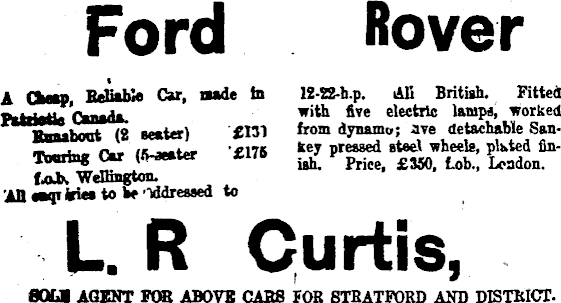 Ford
A Cheap, Reliable Car, made in
Patriotic Canada.
Runabout (2 seater) £131
Touring Car (5-seater £175
f.o.b. Wellington.
All enquiries to be addressed to
Rover
12-22-h.p. All British. Fitted
with five electric lamps, worked
from dynamo; five detachable San-
key pressed steel wheels, plated fin-
ish. Price, £350, f.o.b., London.
L. R Curtis,
SOLE AGENT FOR ABOVE CARS FOR STRATFORD AND DISTRICT.